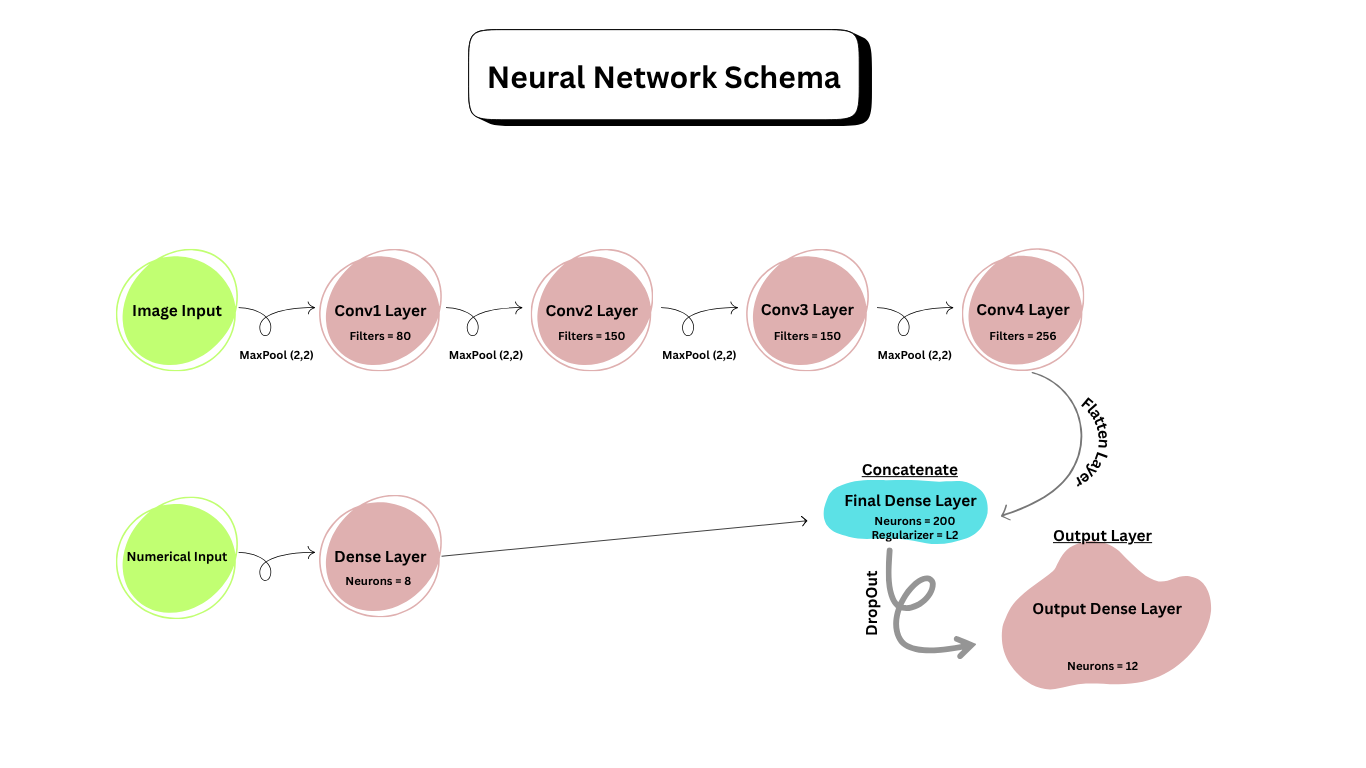 Neural Network Schema
Image Input
MaxPool (2,2)
Conv1 Layer
Filters = 80
MaxPool (2,2)
Conv2 Layer
Filters = 150
MaxPool (2,2)
Conv3 Layer
Filters = 150
MaxPool (2,2)
Conv4 Layer
Filters = 256
Flatten Layer
Numerical Input
Dense Layer
Neurons = 8
Concatenate
Final Dense Layer
Neurons = 200
Regularizer = L2
DropOut
Output Layer
Output Dense Layer
Neurons = 12